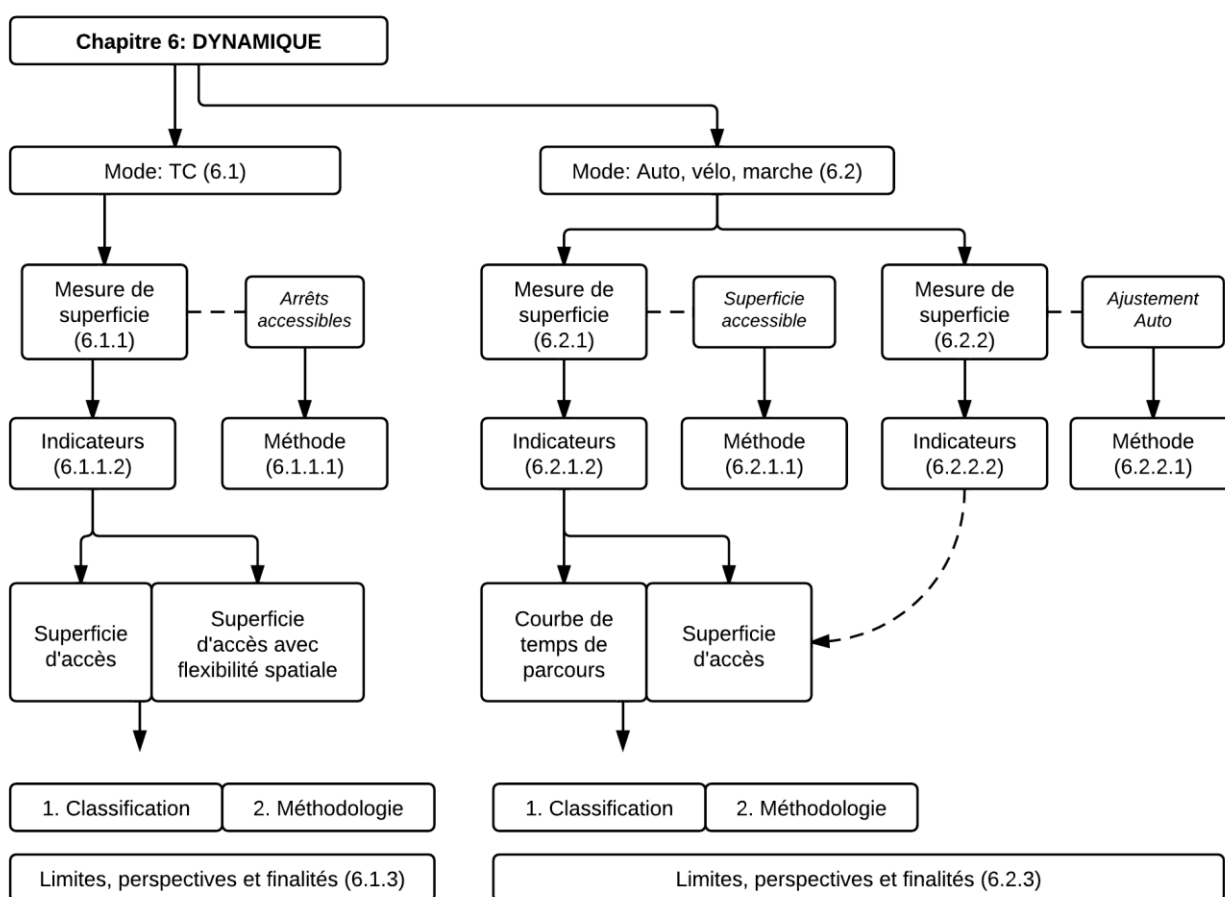 Chapitre 6: DYNAMIQUE
Mode: TC (6.1)
Mode: Auto, vélo, marche (6.2)
Mesure de
superficie
(6.1.1)
Arrêts
accessibles
Mesure de
superficie
(6.2.1)
Superficie
accessible
Mesure de
superficie
(6.2.2)
Ajustement
Auto
Indicateurs
(6.1.1.2)
Méthode
(6.1.1.1)
Indicateurs
(6.2.1.2)
Méthode
(6.2.1.1)
Indicateurs
(6.2.2.2)
Méthode
(6.2.2.1)
Superficie
d'accès
Superficie
d'accès avec
flexibilité spatiale
Courbe de
temps de
parcours
Superficie
d'accès
1. Classification
2. Méthodologie
1. Classification
2. Méthodologie
Limites, perspectives et finalités (6.1.3)
Limites, perspectives et finalités (6.2.3)